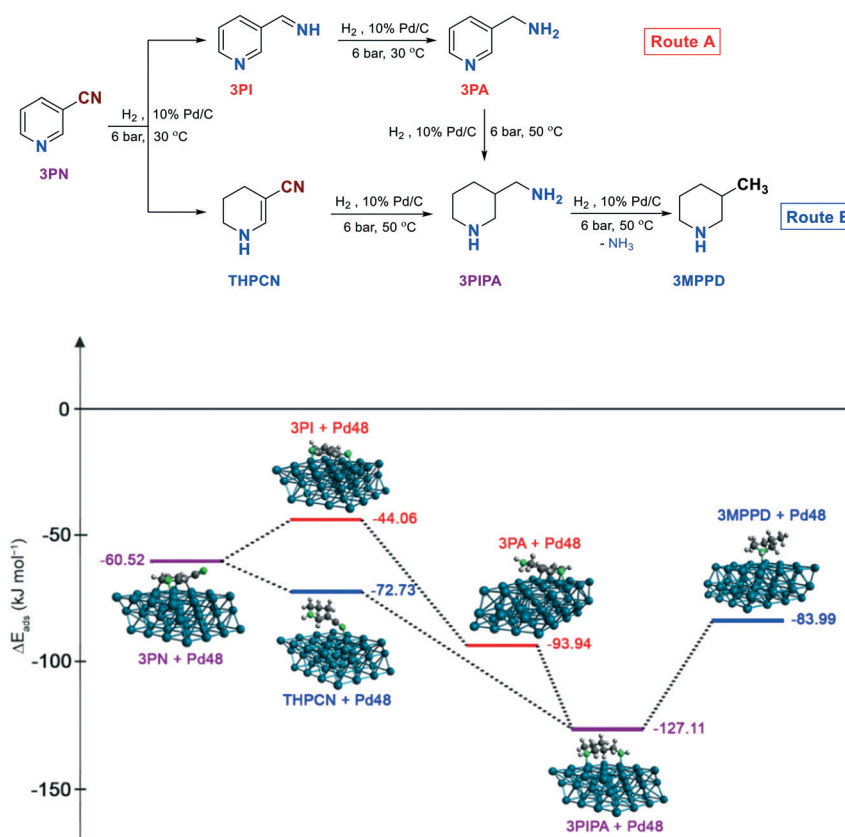 NH
N
3PI
H2 , 10% Pd/C
6 bar, 30 °C
NH2
N
3PA
Route A
CN
N
3PN
H2 , 10% Pd/C
6 bar, 30 °C
H2 , 10% Pd/C
6 bar, 50 °C
CN
N
H
THPCN
H2 , 10% Pd/C
6 bar, 50 °C
NH2
N
H
3PIPA
H2 , 10% Pd/C
6 bar, 50 °C
- NH3
CH3
N
H
3MPPD
Route
0
-50
-100
-150
ΔEads (kJ mol−1)
3PI + Pd48
-44.06
-60.52
3PN + Pd48
-72.73
THPCN + Pd48
3PA + Pd48
-93.94
3MPPD + Pd48
-83.99
-127.11
3PIPA + Pd48